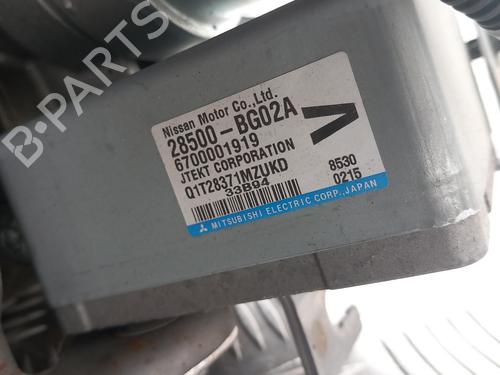 Nissan Motor Co.,Ltd.
28500-BG02A
6700001919
JTEKT CORPORATION
Q1T28371MZUKD
33B94
V
8530
0215
MITSUBISHI ELECTRIC CORP.,JAPAN
B-PARTS